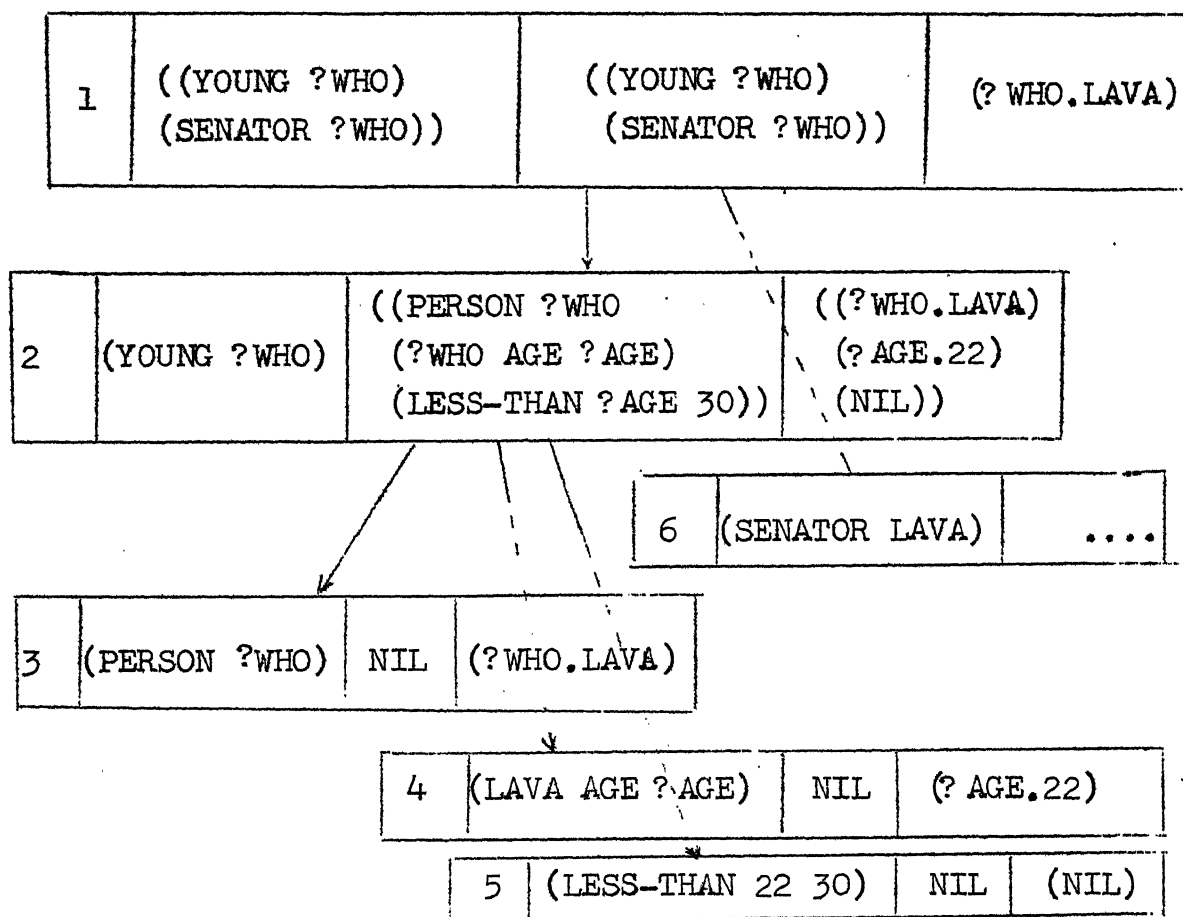 1
((YOUNG ?WHO)
(SENATOR ?WHO))
((YOUNG ?WHO)
(SENATOR ?WHO))
(? WHO.LAVA)
2
(YOUNG ?WHO)
((PERSON ?WHO
(?WHO AGE ?AGE)
(LESS-THAN ?AGE 30))
((?WHO.LAVA)
(? AGE.22)
(NIL))
6
(SENATOR LAVA)
....
3
(PERSON ?WHO)
NIL
(?WHO.LAVA)
4
(LAVA AGE ?AGE)
NIL
(? AGE.22)
5
(LESS-THAN 22 30)
NIL
(NIL)